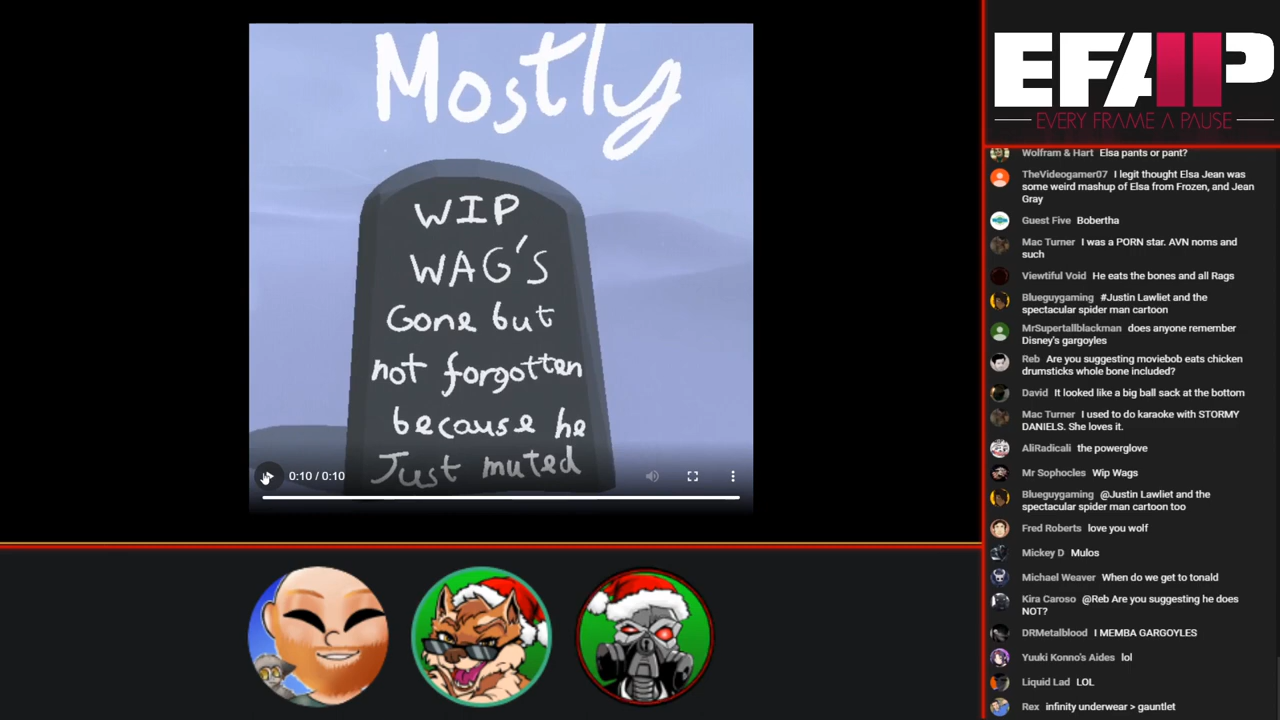 Mostly
WIP
WAG'S
Gone but
not forgotten
because he
Just muted
0:10 / 0:10
EFAP
EVERY FRAME A PAUSE
Wolfram & Hart Elsa pants or pant?
TheVideogamer07 I legit thought Elsa Jean was
some weird mashup of Elsa from Frozen, and Jean
Gray
Guest Five Bobertha
Mac Turner I was a PORN star. AVN noms and
such
Viewtiful Void He eats the bones and all Rags
Blueguygaming #Justin Lawliet and the
spectacular spider man cartoon
MrSupertallblackman does anyone remember
Disney's gargoyles
Reb Are you suggesting moviebob eats chicken
drumsticks whole bone included?
David It looked like a big ball sack at the bottom
Mac Turner I used to do karaoke with STORMY
DANIELS. She loves it.
AliRadicali the powerglove
Mr Sophocles Wip Wags
Blueguygaming @Justin Lawliet and the
spectacular spider man cartoon too
Fred Roberts love you wolf
Mickey D Mulos
Michael Weaver When do we get to tonald
Kira Caroso @Reb Are you suggesting he does
NOT?
DRMetalblood I MEMBA GARGOYLES
Yuuki Konno's Aides lol
Liquid Lad LOL
Rex infinity underwear > gauntlet